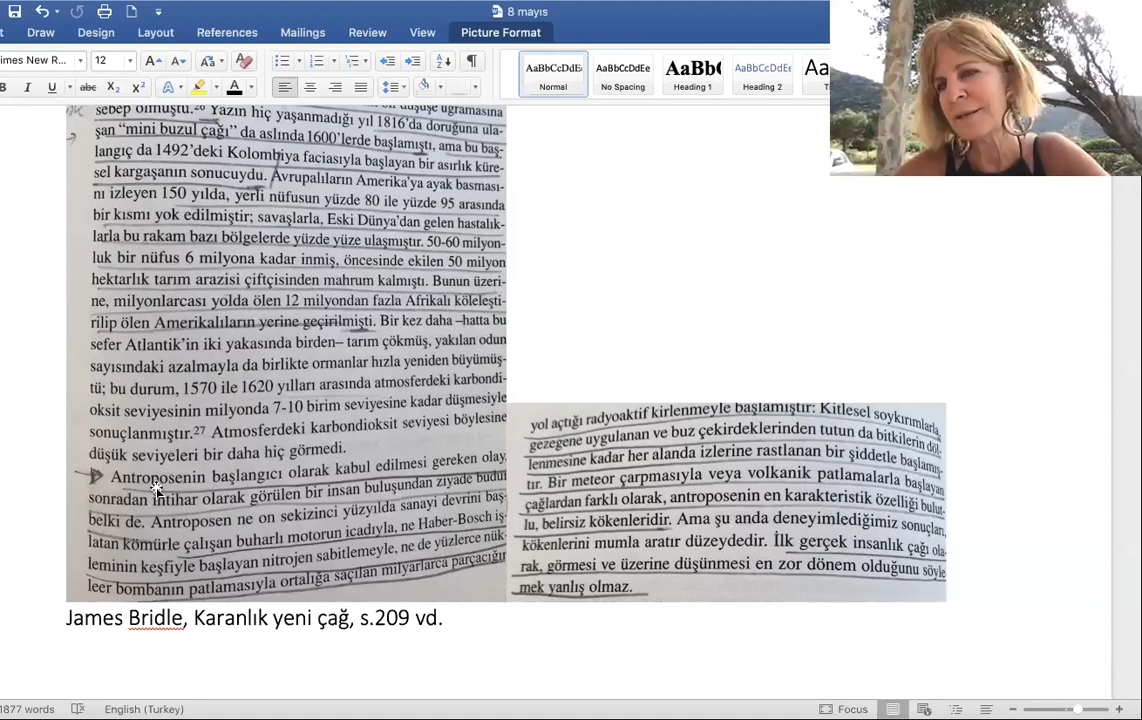 8 mayıs
Draw Design Layout References Mailings Review View Picture Format
imes New R... 12
AaBbCcDdE AaBbCcDdE AaBbC AaBbCcDdE
Normal No Spacing Heading 1 Heading 2
sebep olmuştu.26 Yazın hiç yaşanmadığı yıl 1816'da doruğuna ula-
şan “mini buzul çağı” da aslında 1600'lerde başlamıştı, ama bu baş-
langıç da 1492'deki Kolombiya faciasıyla başlayan bir asırlık küre-
sel kargaşanın sonucuydu. Avrupalıların Amerika'ya ayak basması-
nı izleyen 150 yılda, yerli nüfusun yüzde 80 ile yüzde 95 arasında
bir kısmı yok edilmiştir; savaşlarla, Eski Dünya'dan gelen hastalık-
larla bu rakam bazı bölgelerde yüzde yüze ulaşmıştır. 50-60 milyon-
luk bir nüfus 6 milyona kadar inmiş, öncesinde ekilen 50 milyon
hektarlık tarım arazisi çiftçisinden mahrum kalmıştı. Bunun üzeri-
ne, milyonlarcası yolda ölen 12 milyondan fazla Afrikalı köleleşti-
rilip ölen Amerikalıların yerine geçirilmişti. Bir kez daha –hatta bu
sefer Atlantik'in iki yakasında birden– tarım çökmüş, yakılan odun
sayısındaki azalmayla da birlikte ormanlar hızla yeniden büyümüş-
tü; bu durum, 1570 ile 1620 yılları arasında atmosferdeki karbondi-
oksit seviyesinin milyonda 7-10 birim seviyesine kadar düşmesiyle
sonuçlanmıştır.27 Atmosferdeki karbondioksit seviyesi böylesine
düşük seviyeleri bir daha hiç görmedi.
Antroposenin başlangıcı olarak kabul edilmesi gereken olay,
sonradan intihar olarak görülen bir insan buluşundan ziyade budur
belki de. Antroposen ne on sekizinci yüzyılda sanayi devrini baş-
latan kömürle çalışan buharlı motorun icadıyla, ne Haber-Bosch iş-
leminin keşfiyle başlayan nitrojen sabitlemeyle, ne de yüzlerce nük-
leer bombanın patlamasıyla ortalığa saçılan milyarlarca parçacığın
yol açtığı radyoaktif kirlenmeyle başlamıştır: Kitlesel soykırımlarla,
gezegene uygulanan ve buz çekirdeklerinden tutun da bitkilerin döl-
lenmesine kadar her alanda izlerine rastlanan bir şiddetle başlamış-
tır. Bir meteor çarpmasıyla veya volkanik patlamalarla başlayan
çağlardan farklı olarak, antroposenin en karakteristik özelliği bulut-
lu, belirsiz kökenleridir. Ama şu anda deneyimlediğimiz sonuçları,
kökenlerini mumla aratır düzeydedir. İlk gerçek insanlık çağı ola-
rak, görmesi ve üzerine düşünmesi en zor dönem olduğunu söyle
mek yanlış olmaz.
James Bridle, Karanlık yeni çağ, s.209 vd.
1877 words English (Turkey) Focus